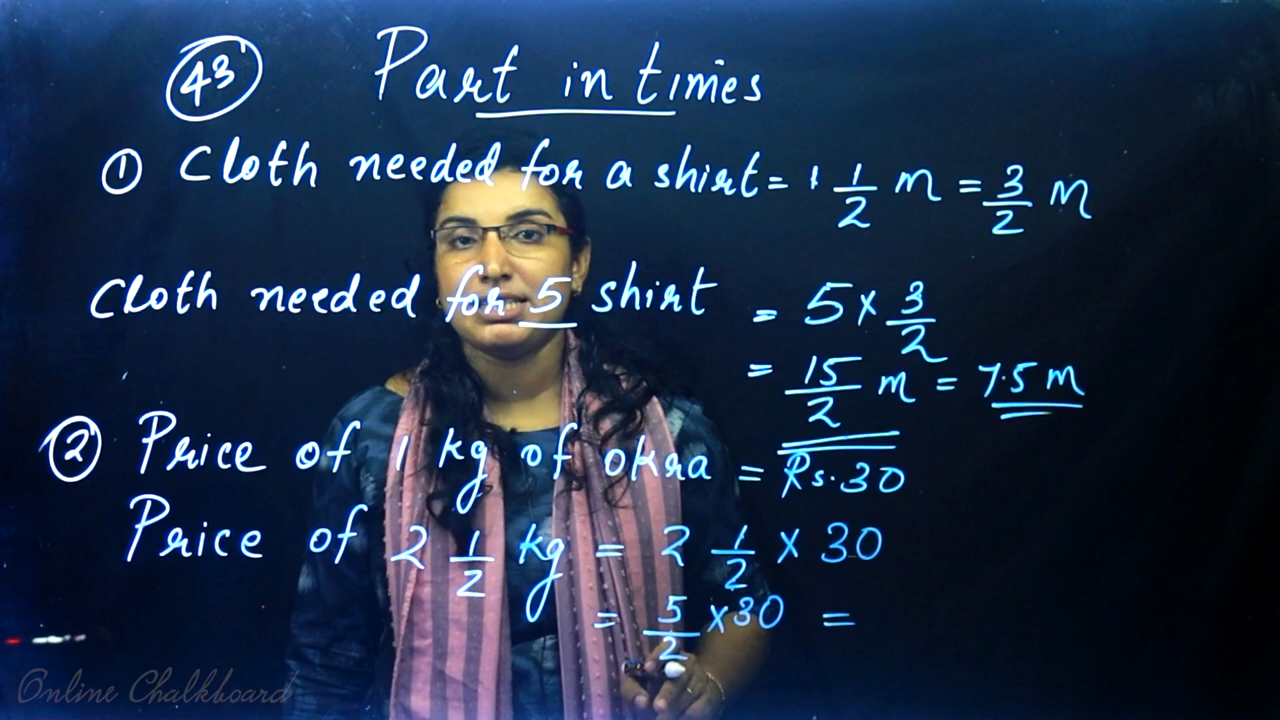 43 Part in times
1 Cloth needed for a shirt = 1 1/2 m = 3/2 m
Cloth needed for 5 shirt = 5 × 3/2
= 15/2 m = 7.5 m
2 Price of 1 kg of okra = Rs. 30
Price of 2 1/2 kg = 2 1/2 × 30
= 5/2 × 30 =
Online Chalkboard